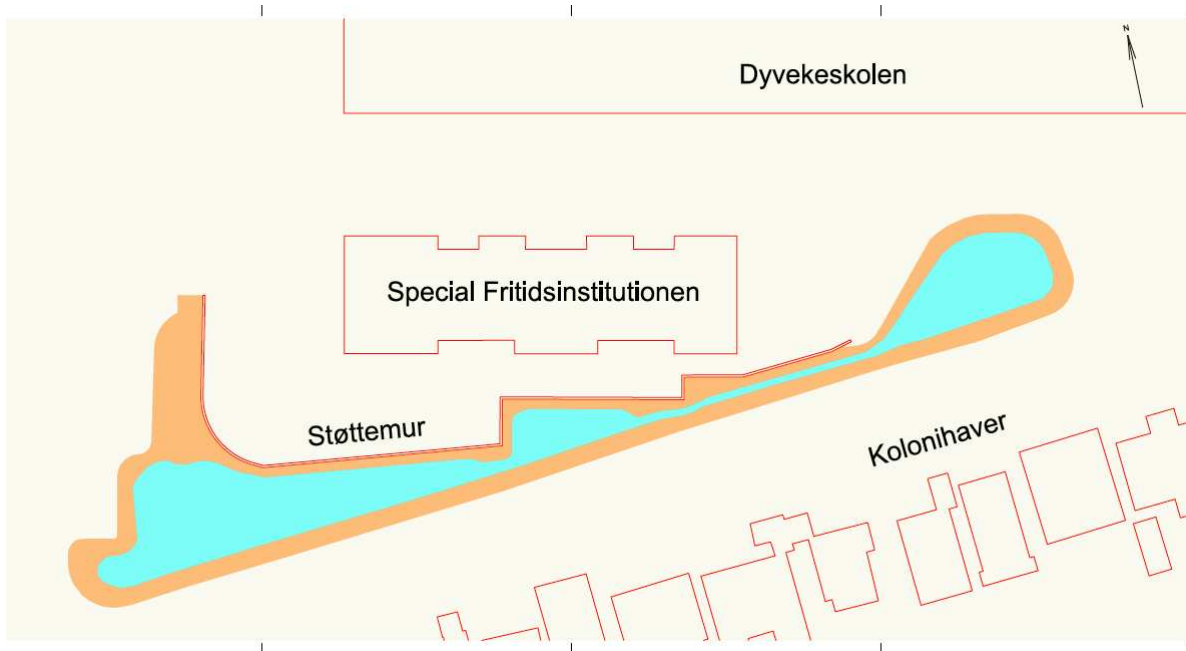 N
Dyvekeskolen
Special Fritidsinstitutionen
Støttemur
Kolonihaver